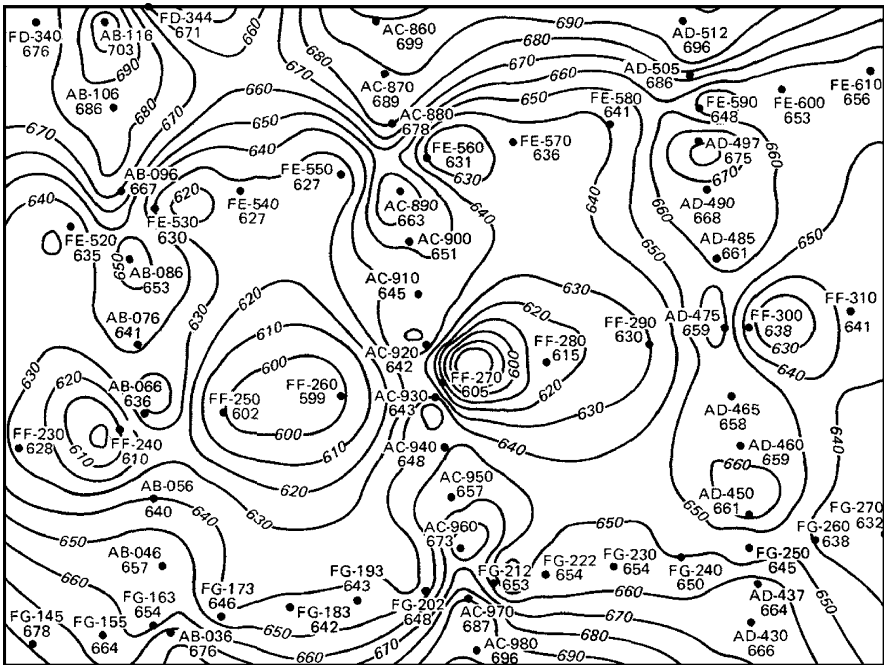 FD-340
676
AB-116
703
FD-344
671
AC-860
699
690
AD-512
696
680
670
660
650
690
680
670
660
650
640
AB-106
686
AC-870
689
AD-505
686
FE-590
648
FE-600
653
FE-610
656
AC-880
678
FE-580
641
670
AB-096
667
FE-550
627
FE-560
631
630
FE-570
636
AD-497
675
670
660
640
620
FE-530
630
FE-540
627
AC-890
663
640
640
AD-490
668
660
FE-520
635
650
AB-086
653
AC-900
651
650
AD-485
661
650
AC-910
645
620
630
620
630
AB-076
641
610
AC-920
642
FF-280
615
600
FF-290
630
AD-475
659
FF-300
638
630
FF-310
641
630
620
AB-066
636
600
FF-250
602
FF-260
599
FF-270
605
620
630
640
AC-930
643
AD-465
658
FF-230
628
FF-240
610
610
600
610
620
630
AC-940
648
640
AD-460
659
660
640
AB-056
640
640
AC-950
657
AD-450
661
650
FG-270
632
FG-260
638
650
660
AB-046
657
AC-960
673
650
FG-250
645
FG-145
678
FG-155
664
FG-163
654
FG-173
646
AB-036
676
650
FG-183
642
FG-193
643
FG-202
648
FG-212
653
FG-222
654
FG-230
654
FG-240
650
AD-437
664
660
670
660
670
680
690
AC-970
687
AC-980
696
AD-430
666
650